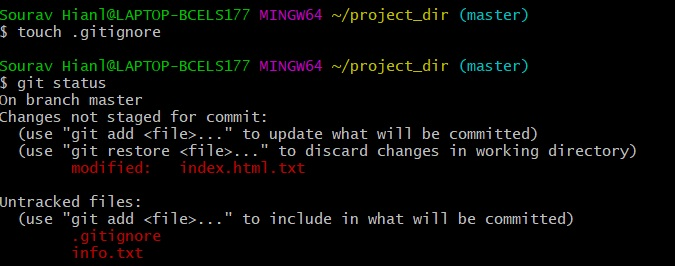 Sourav Hianl@LAPTOP-BCELS177 MINGW64 ~/project_dir (master)
$ touch .gitignore
Sourav Hianl@LAPTOP-BCELS177 MINGW64 ~/project_dir (master)
$ git status
On branch master
Changes not staged for commit:
  (use "git add <file>..." to update what will be committed)
  (use "git restore <file>..." to discard changes in working directory)
        modified:   index.html.txt
Untracked files:
  (use "git add <file>..." to include in what will be committed)
        .gitignore
        info.txt